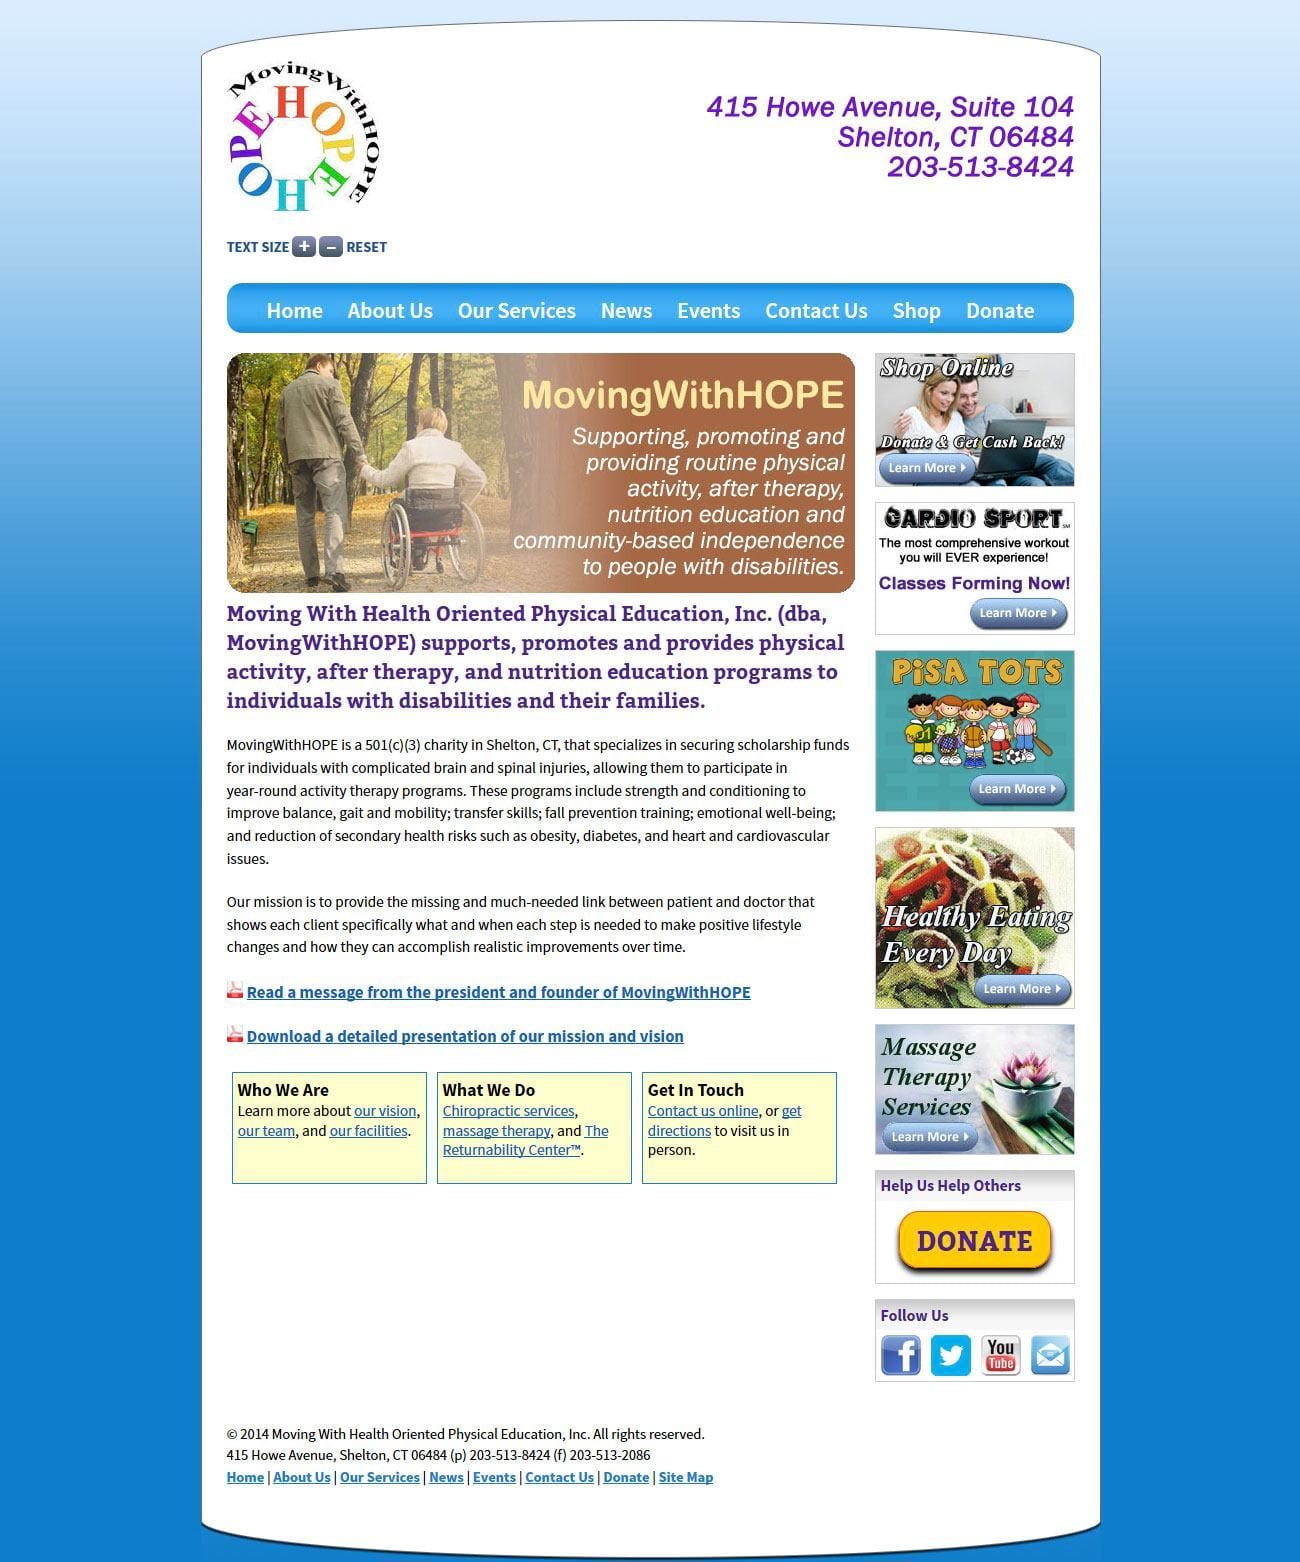 MovingWithHOPE
HOPE
HOPE
415 Howe Avenue, Suite 104
Shelton, CT 06484
203-513-8424
TEXT SIZE + – RESET
Home About Us Our Services News Events Contact Us Shop Donate
MovingWithHOPE
Supporting, promoting and
providing routine physical
activity, after therapy,
nutrition education and
community-based independence
to people with disabilities.
Moving With Health Oriented Physical Education, Inc. (dba,
MovingWithHOPE) supports, promotes and provides physical
activity, after therapy, and nutrition education programs to
individuals with disabilities and their families.
MovingWithHOPE is a 501(c)(3) charity in Shelton, CT, that specializes in securing scholarship funds
for individuals with complicated brain and spinal injuries, allowing them to participate in
year-round activity therapy programs. These programs include strength and conditioning to
improve balance, gait and mobility; transfer skills; fall prevention training; emotional well-being;
and reduction of secondary health risks such as obesity, diabetes, and heart and cardiovascular
issues.
Our mission is to provide the missing and much-needed link between patient and doctor that
shows each client specifically what and when each step is needed to make positive lifestyle
changes and how they can accomplish realistic improvements over time.
Read a message from the president and founder of MovingWithHOPE
Download a detailed presentation of our mission and vision
Who We Are
Learn more about our vision,
our team, and our facilities.
What We Do
Chiropractic services,
massage therapy, and The
Returnability Center™.
Get In Touch
Contact us online, or get
directions to visit us in
person.
Shop Online
Donate & Get Cash Back!
Learn More
CARDIO SPORT SM
The most comprehensive workout
you will EVER experience!
Classes Forming Now!
Learn More
PiSA TOTS
Learn More
Healthy Eating
Every Day
Learn More
Massage
Therapy
Services
Learn More
Help Us Help Others
DONATE
Follow Us
f
You
Tube
© 2014 Moving With Health Oriented Physical Education, Inc. All rights reserved.
415 Howe Avenue, Shelton, CT 06484 (p) 203-513-8424 (f) 203-513-2086
Home | About Us | Our Services | News | Events | Contact Us | Donate | Site Map